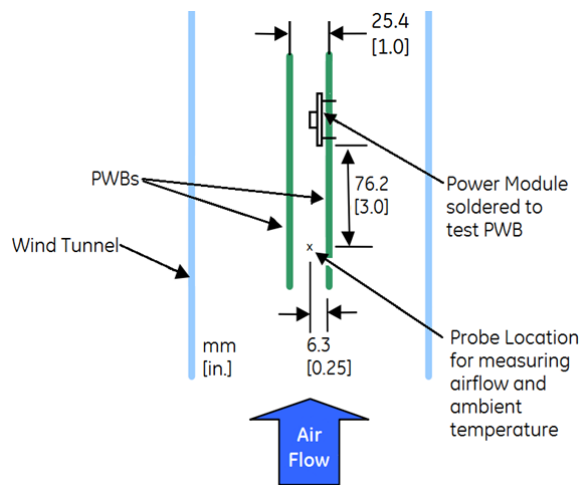 25.4
[1.0]
PWBs
76.2
[3.0]
Power Module
soldered to
test PWB
Wind Tunnel
x
mm
[in.]
6.3
[0.25]
Probe Location
for measuring
airflow and
ambient
temperature
Air
Flow